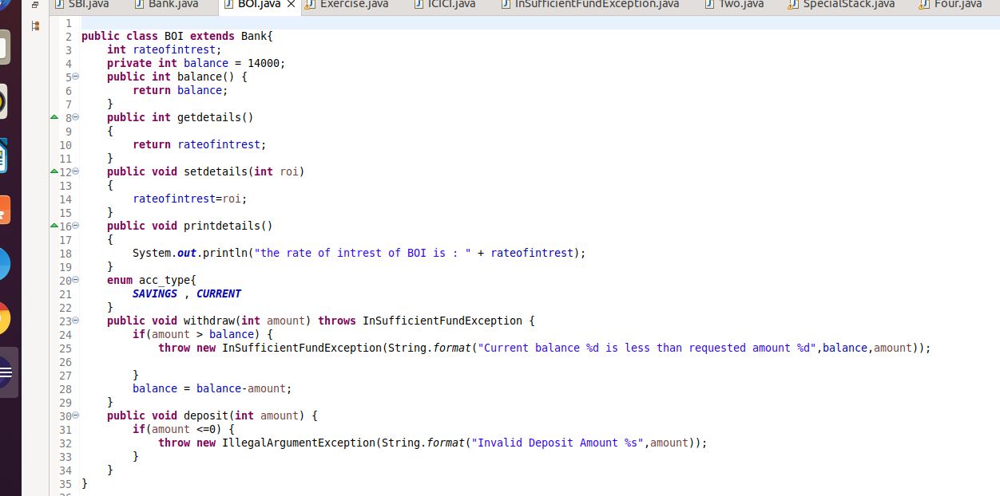 SBI.java Bank.java BOI.java Exercise.java ICICI.java InSufficientFundException.java Two.java SpecialStack.java Four.java
1
2 public class BOI extends Bank{
3     int rateofintrest;
4     private int balance = 14000;
5     public int balance() {
6         return balance;
7     }
8     public int getdetails()
9     {
10         return rateofintrest;
11     }
12     public void setdetails(int roi)
13     {
14         rateofintrest=roi;
15     }
16     public void printdetails()
17     {
18         System.out.println("the rate of intrest of BOI is : " + rateofintrest);
19     }
20     enum acc_type{
21         SAVINGS , CURRENT
22     }
23     public void withdraw(int amount) throws InSufficientFundException {
24         if(amount > balance) {
25             throw new InSufficientFundException(String.format("Current balance %d is less than requested amount %d",balance,amount));
26
27         }
28         balance = balance-amount;
29     }
30     public void deposit(int amount) {
31         if(amount <=0) {
32             throw new IllegalArgumentException(String.format("Invalid Deposit Amount %s",amount));
33         }
34     }
35 }